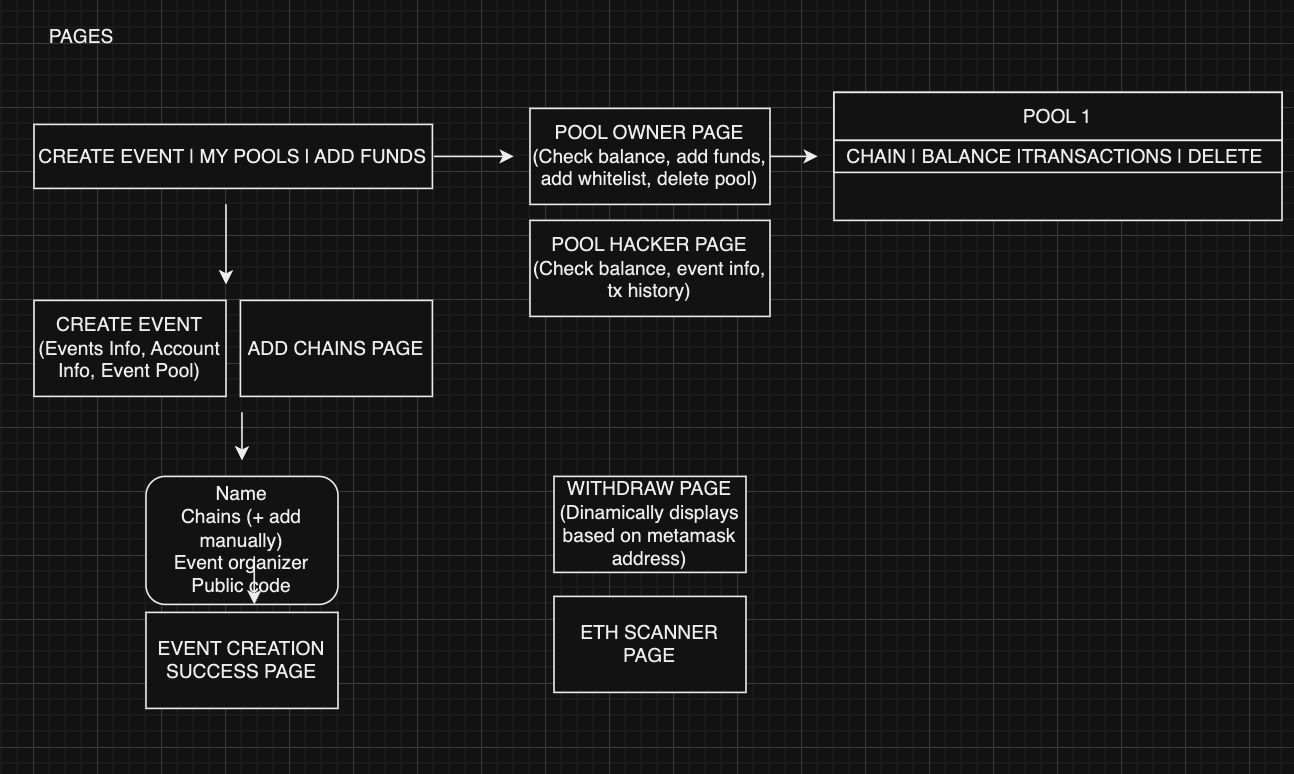 PAGES
CREATE EVENT | MY POOLS | ADD FUNDS
POOL OWNER PAGE
(Check balance, add funds,
add whitelist, delete pool)
POOL 1
CHAIN | BALANCE |TRANSACTIONS | DELETE
POOL HACKER PAGE
(Check balance, event info,
tx history)
CREATE EVENT
(Events Info, Account
Info, Event Pool)
ADD CHAINS PAGE
Name
Chains (+ add
manually)
Event organizer
Public code
EVENT CREATION
SUCCESS PAGE
WITHDRAW PAGE
(Dinamically displays
based on metamask
address)
ETH SCANNER
PAGE